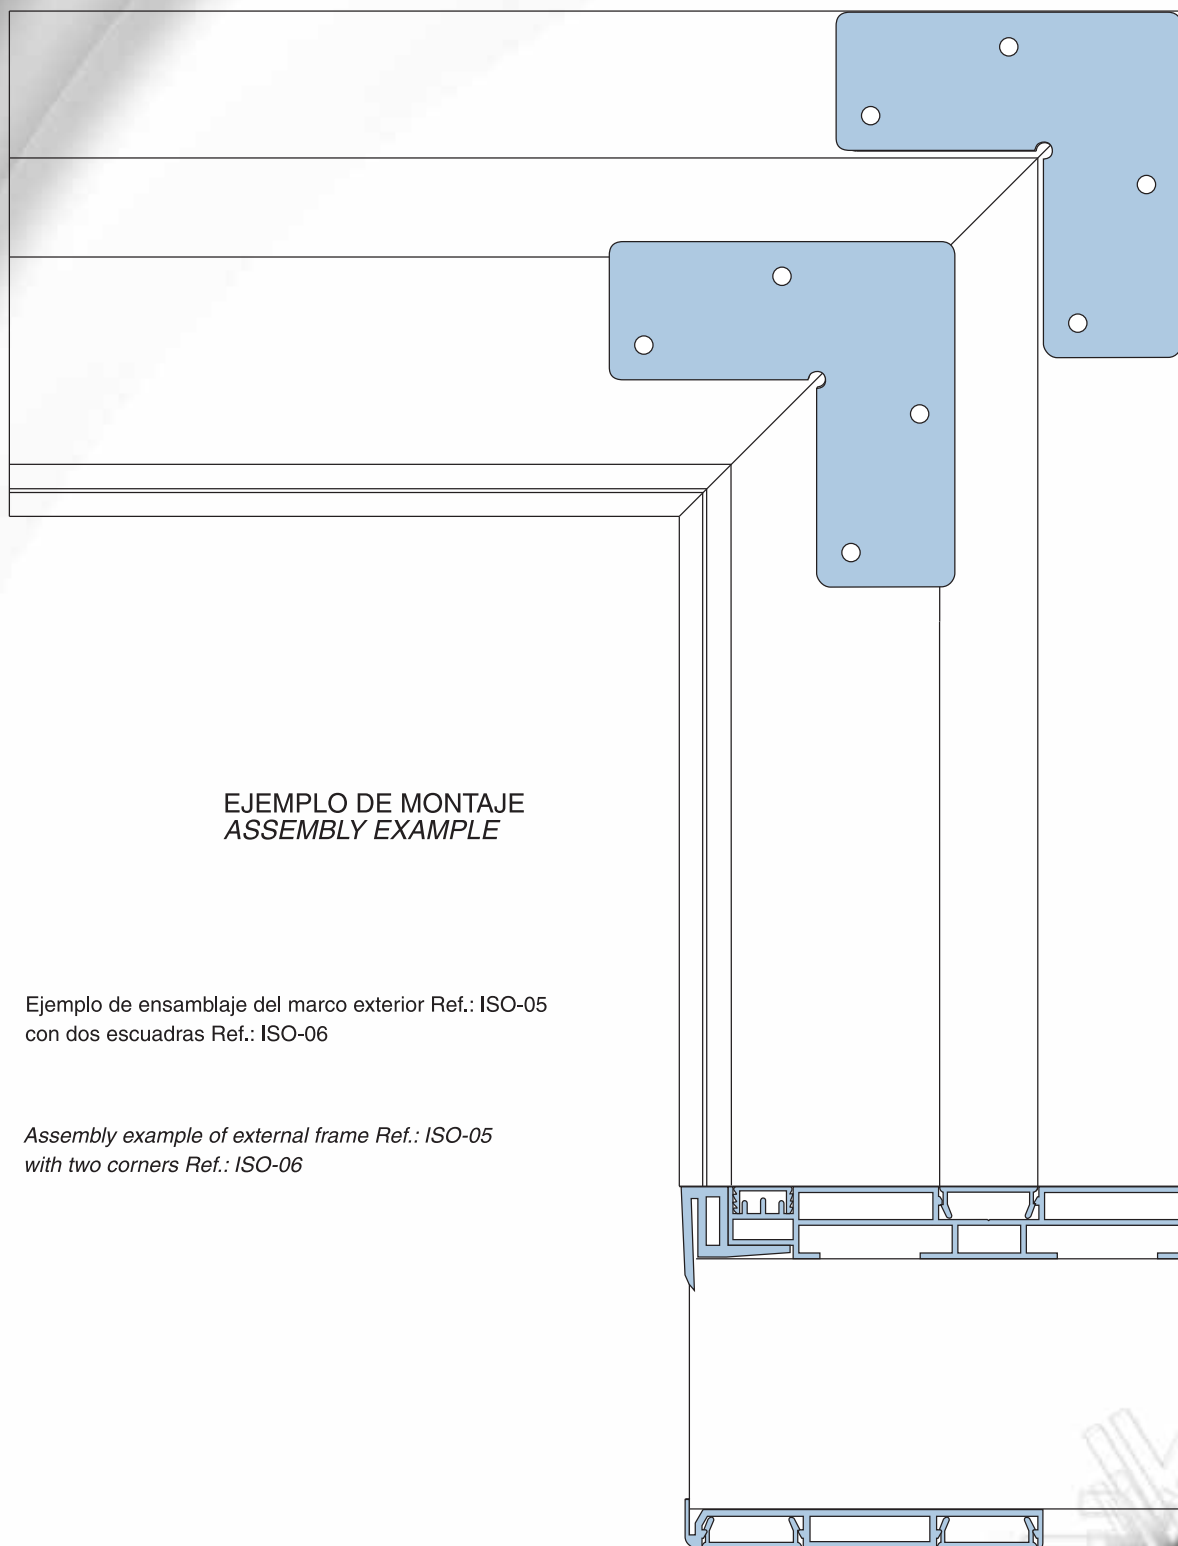 EJEMPLO DE MONTAJE
ASSEMBLY EXAMPLE
Ejemplo de ensamblaje del marco exterior Ref.: ISO-05
con dos escuadras Ref.: ISO-06
Assembly example of external frame Ref.: ISO-05
with two corners Ref.: ISO-06